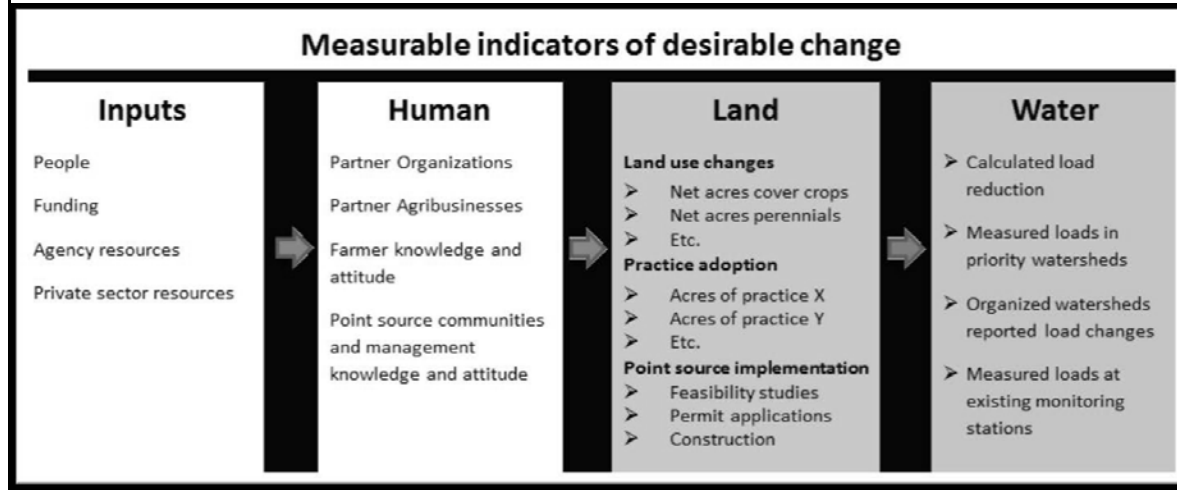 Measurable indicators of desirable change
Inputs
People
Funding
Agency resources
Private sector resources
Human
Partner Organizations
Partner Agribusinesses
Farmer knowledge and
attitude
Point source communities
and management
knowledge and attitude
Land
Land use changes
➢ Net acres cover crops
➢ Net acres perennials
➢ Etc.
Practice adoption
➢ Acres of practice X
➢ Acres of practice Y
➢ Etc.
Point source implementation
➢ Feasibility studies
➢ Permit applications
➢ Construction
Water
➢ Calculated load
reduction
➢ Measured loads in
priority watersheds
➢ Organized watersheds
reported load changes
➢ Measured loads at
existing monitoring
stations